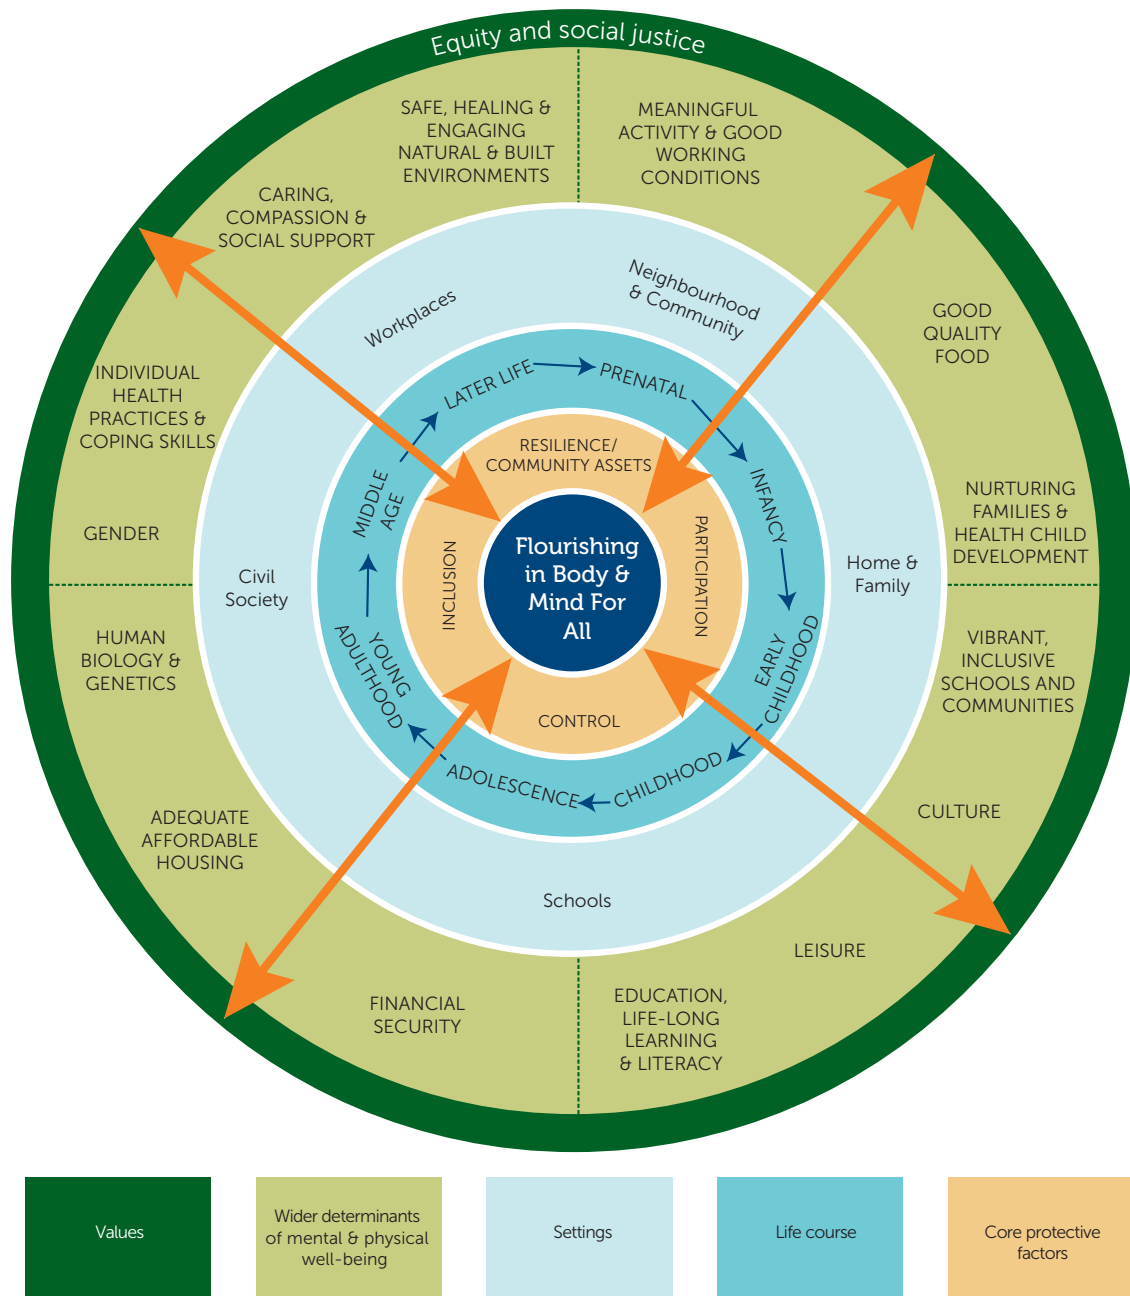 Equity and social justice
SAFE, HEALING &
ENGAGING
NATURAL & BUILT
ENVIRONMENTS
MEANINGFUL
ACTIVITY & GOOD
WORKING
CONDITIONS
CARING,
COMPASSION &
SOCIAL SUPPORT
GOOD
QUALITY
FOOD
INDIVIDUAL
HEALTH
PRACTICES &
COPING SKILLS
NURTURING
FAMILIES &
HEALTH CHILD
DEVELOPMENT
GENDER
HUMAN
BIOLOGY &
GENETICS
VIBRANT,
INCLUSIVE
SCHOOLS AND
COMMUNITIES
ADEQUATE
AFFORDABLE
HOUSING
CULTURE
LEISURE
FINANCIAL
SECURITY
EDUCATION,
LIFE-LONG
LEARNING
& LITERACY
Workplaces
Neighbourhood
& Community
Home &
Family
Schools
Civil
Society
LATER LIFE
PRENATAL
INFANCY
EARLY
CHILDHOOD
CHILDHOOD
ADOLESCENCE
YOUNG
ADULTHOOD
MIDDLE
AGE
RESILIENCE/
COMMUNITY ASSETS
PARTICIPATION
CONTROL
INCLUSION
Flourishing
in Body &
Mind For
All
Values
Wider determinants
of mental & physical
well-being
Settings
Life course
Core protective
factors